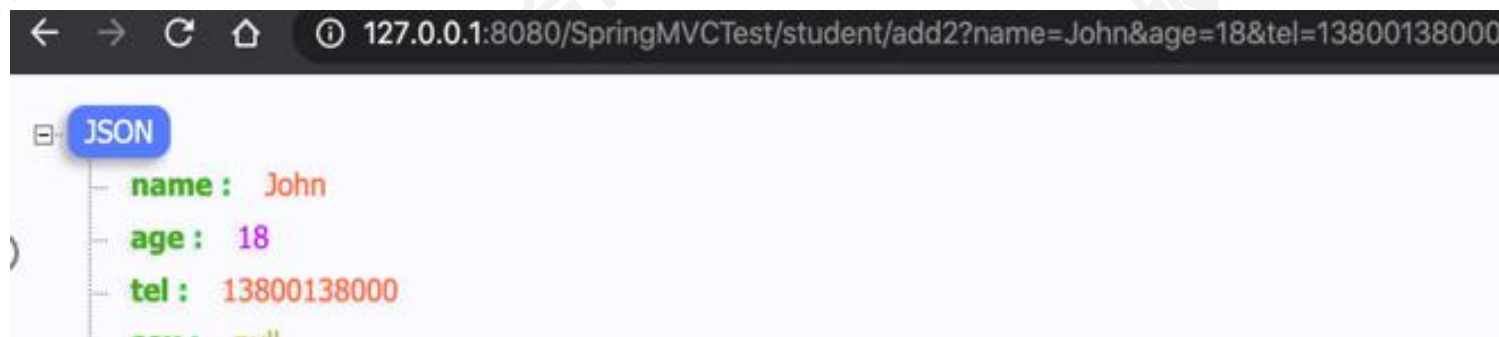 127.0.0.1:8080/SpringMVCTest/student/add2?name=John&age=18&tel=13800138000
JSON
name : John
age : 18
tel : 13800138000